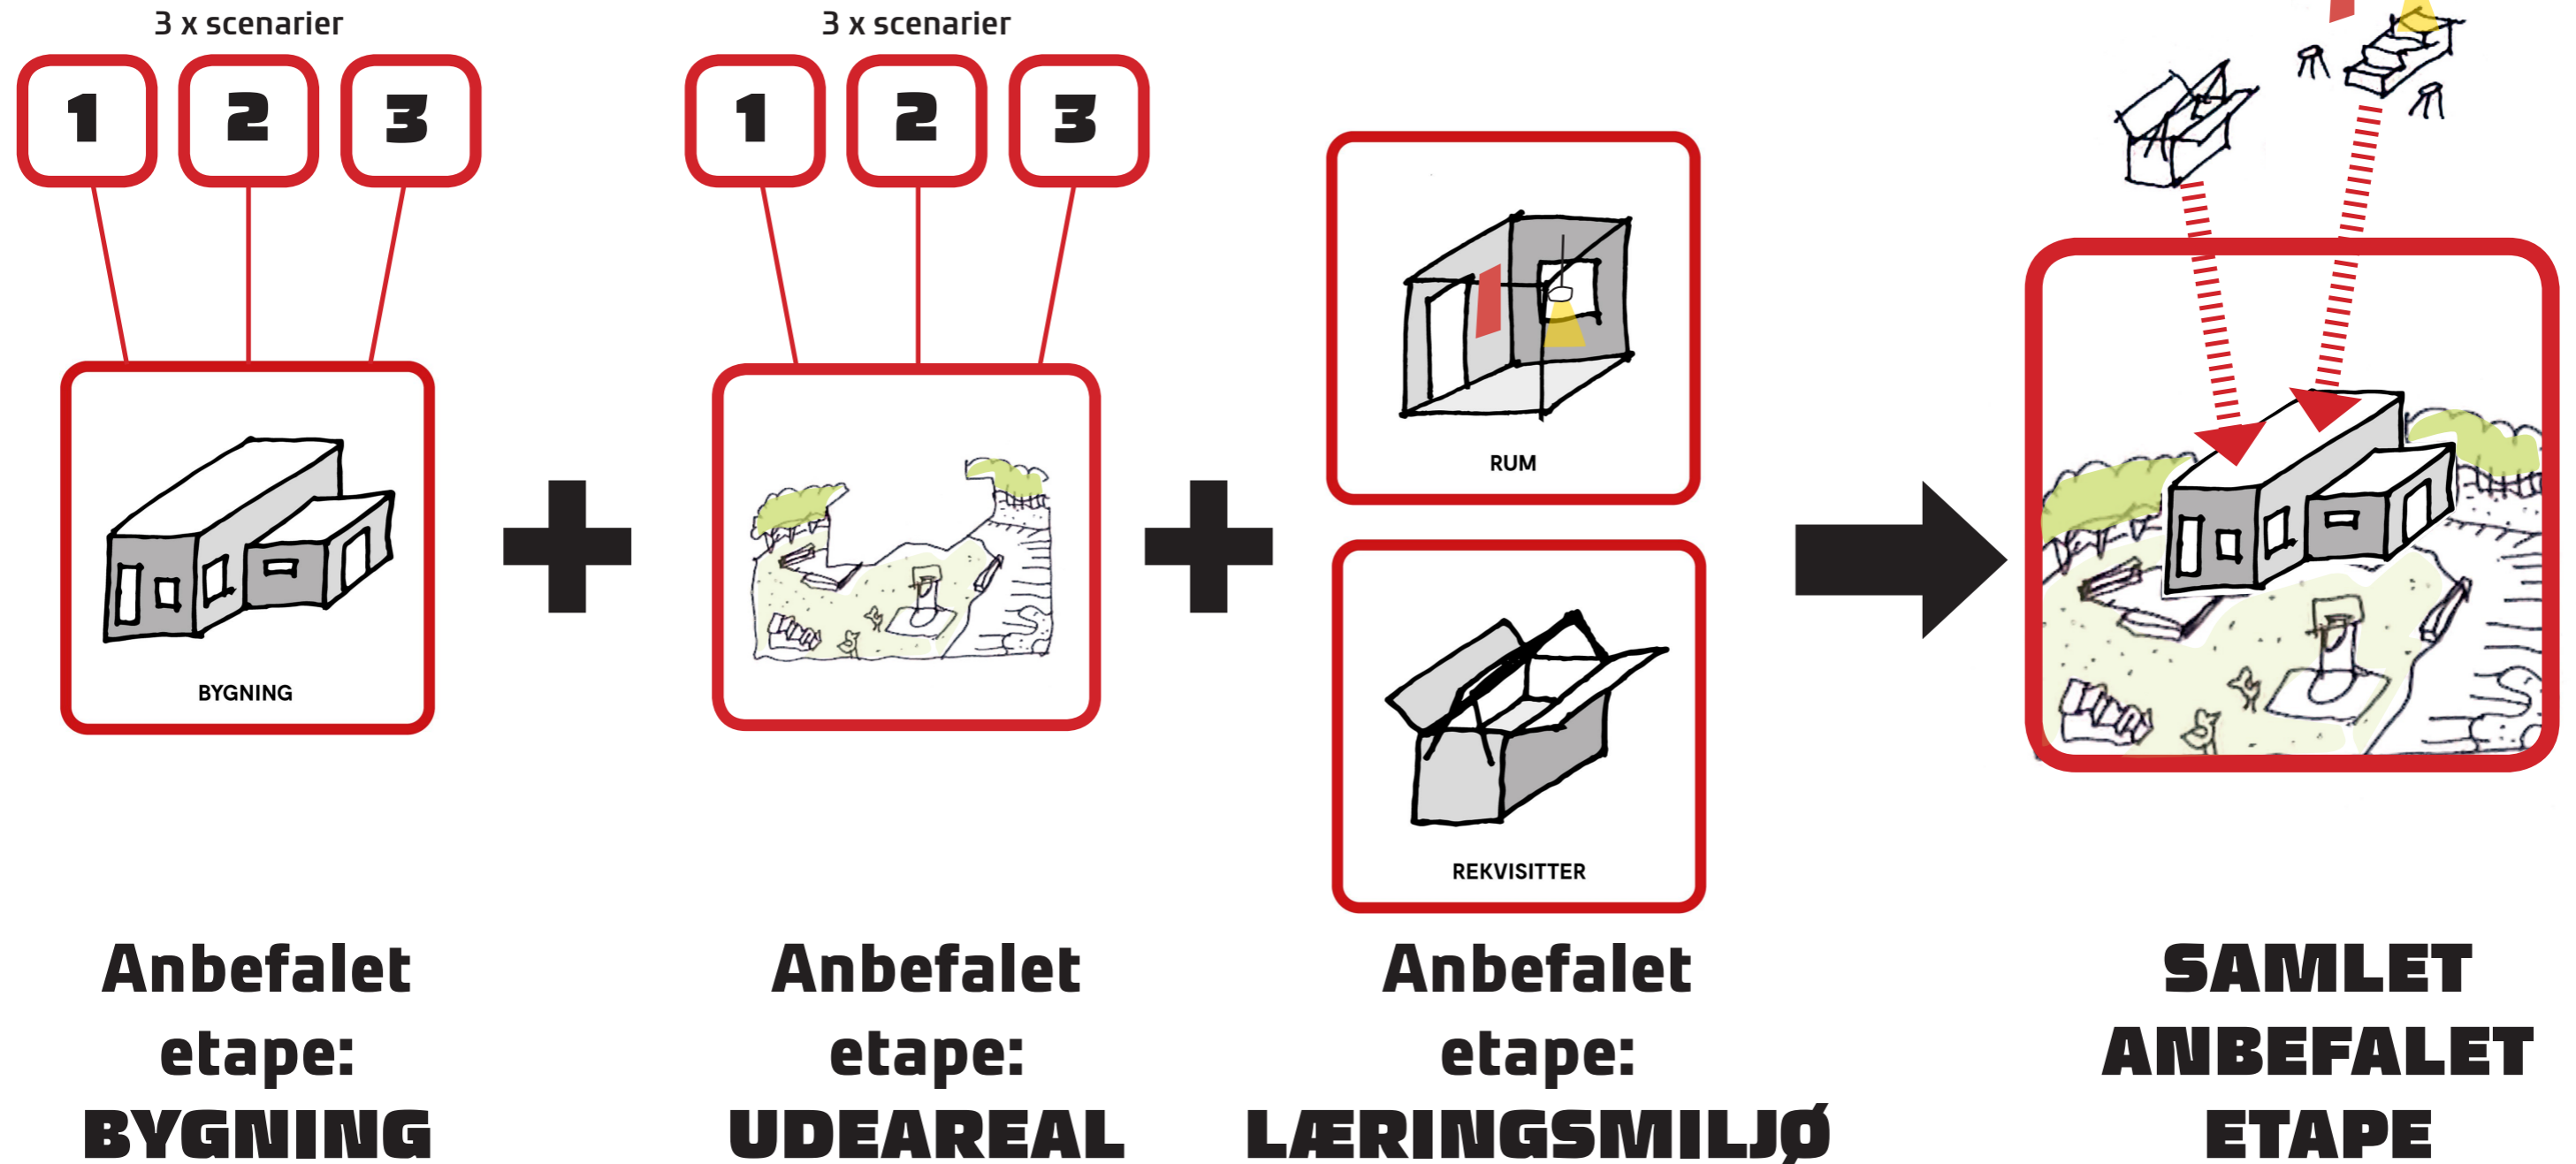 3 x scenarier
1 2 3
BYGNING
Anbefalet
etape:
BYGNING
3 x scenarier
1 2 3
Anbefalet
etape:
UDEAREAL
RUM
REKVISITTER
Anbefalet
etape:
LÆRINGSMILJØ
SAMLET
ANBEFALET
ETAPE